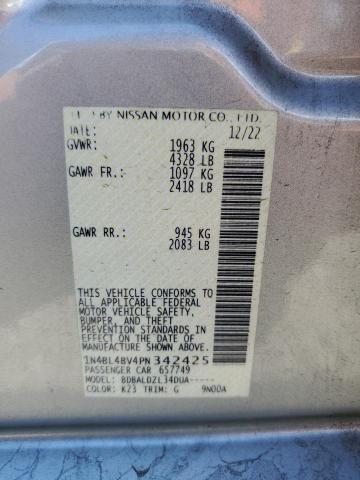 BY NISSAN MOTOR CO., LTD.
DATE: 12/22
GVWR: 1963 KG
4328 LB
GAWR FR.: 1097 KG
2418 LB
GAWR RR.: 945 KG
2083 LB
THIS VEHICLE CONFORMS TO
ALL APPLICABLE FEDERAL
MOTOR VEHICLE SAFETY,
BUMPER, AND THEFT
PREVENTION STANDARDS
IN EFFECT ON THE DATE OF
MANUFACTURE SHOWN ABOVE.
1N4BL4BV4PN342425
PASSENGER CAR 657749
MODEL: BDBALDZL34DUA-----
COLOR: K23 TRIM: G 9N00A